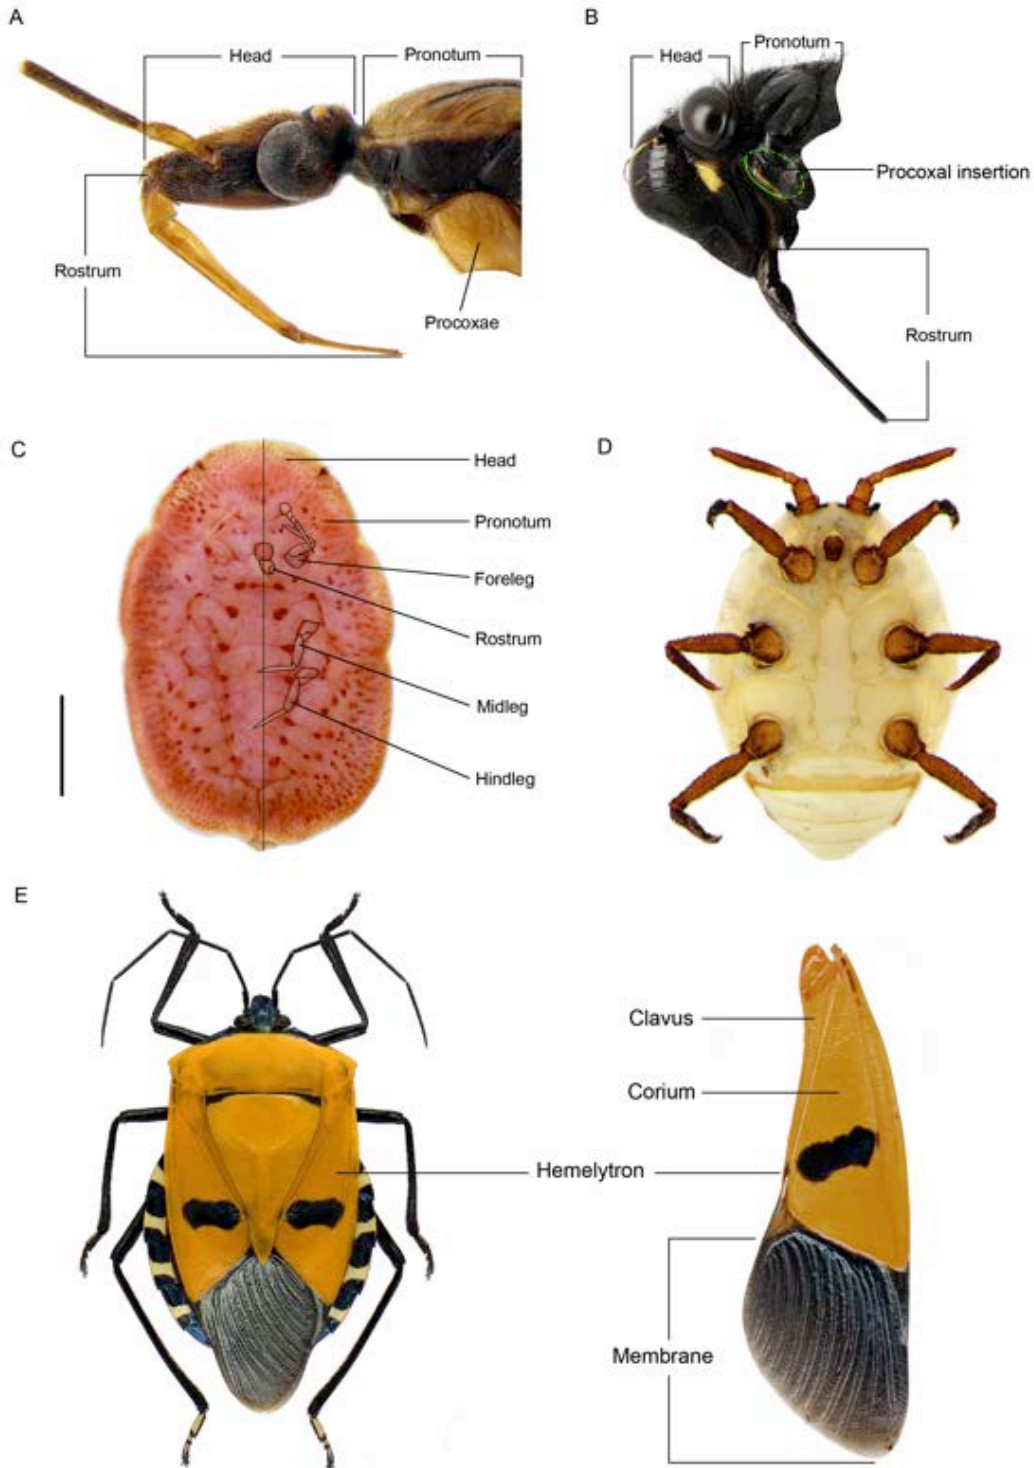 A
B
Head
Pronotum
Head
Pronotum
Procoxal insertion
Rostrum
Procoxae
Rostrum
C
D
Head
Pronotum
Foreleg
Rostrum
Midleg
Hindleg
E
Clavus
Corium
Hemelytron
Membrane